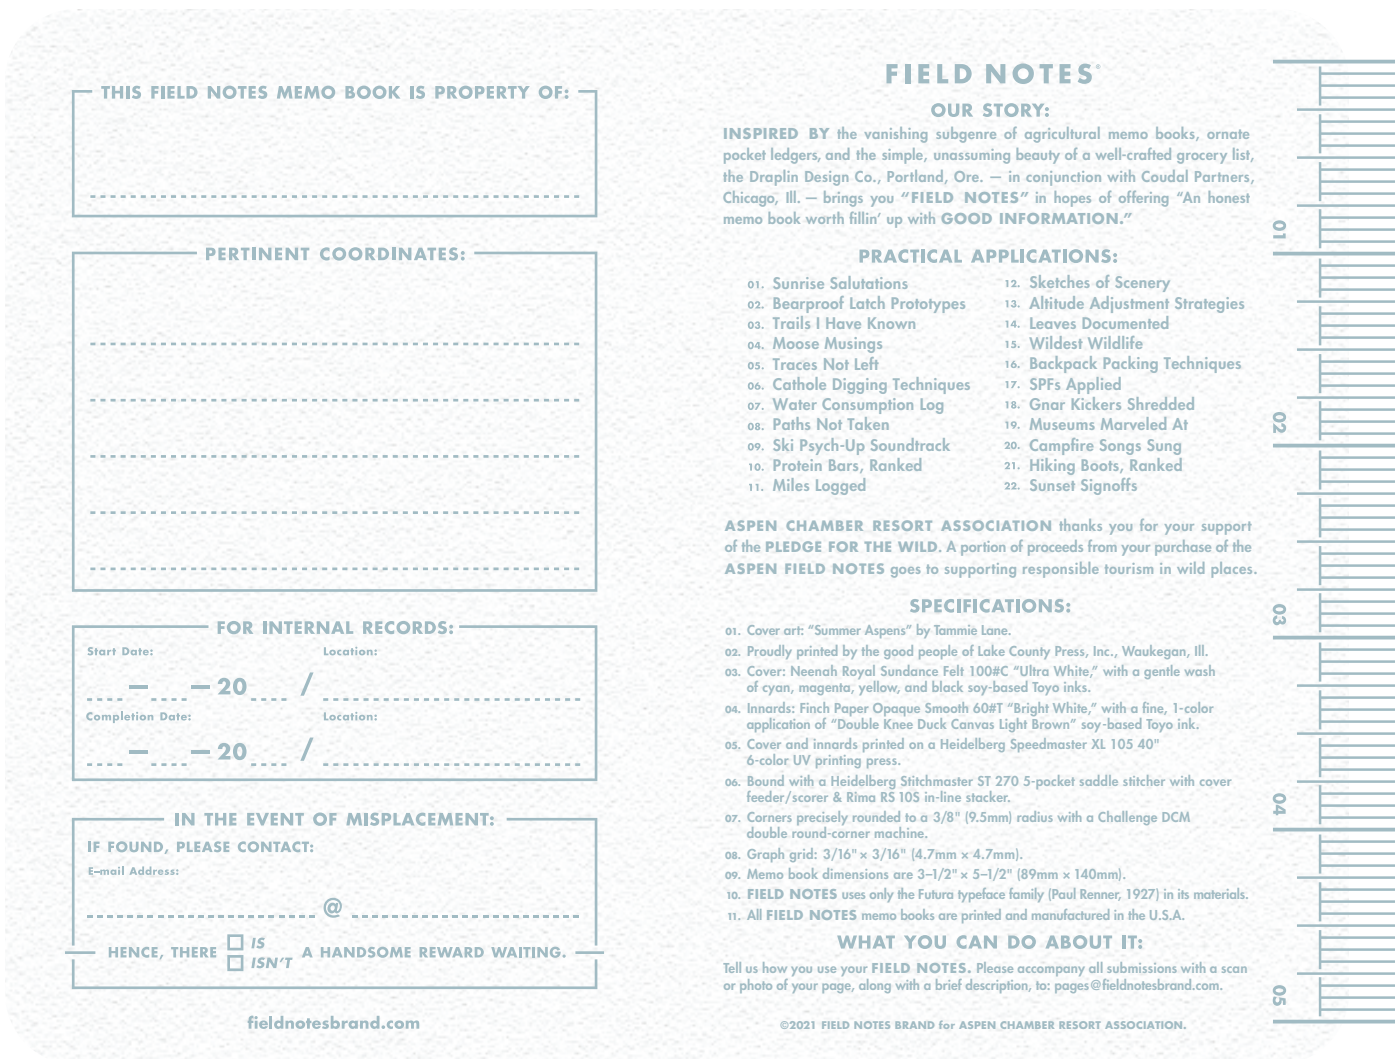 THIS FIELD NOTES MEMO BOOK IS PROPERTY OF:
PERTINENT COORDINATES:
FOR INTERNAL RECORDS:
Start Date:
Location:
— — 20 /
Completion Date:
Location:
— — 20 /
IN THE EVENT OF MISPLACEMENT:
IF FOUND, PLEASE CONTACT:
E–mail Address:
@
HENCE, THERE
IS
ISN'T
A HANDSOME REWARD WAITING.
fieldnotesbrand.com
FIELD NOTES®
OUR STORY:
INSPIRED BY the vanishing subgenre of agricultural memo books, ornate
pocket ledgers, and the simple, unassuming beauty of a well-crafted grocery list,
the Draplin Design Co., Portland, Ore. — in conjunction with Coudal Partners,
Chicago, Ill. — brings you “FIELD NOTES” in hopes of offering “An honest
memo book worth fillin’ up with GOOD INFORMATION.”
PRACTICAL APPLICATIONS:
01. Sunrise Salutations
02. Bearproof Latch Prototypes
03. Trails I Have Known
04. Moose Musings
05. Traces Not Left
06. Cathole Digging Techniques
07. Water Consumption Log
08. Paths Not Taken
09. Ski Psych-Up Soundtrack
10. Protein Bars, Ranked
11. Miles Logged
12. Sketches of Scenery
13. Altitude Adjustment Strategies
14. Leaves Documented
15. Wildest Wildlife
16. Backpack Packing Techniques
17. SPFs Applied
18. Gnar Kickers Shredded
19. Museums Marveled At
20. Campfire Songs Sung
21. Hiking Boots, Ranked
22. Sunset Signoffs
ASPEN CHAMBER RESORT ASSOCIATION thanks you for your support
of the PLEDGE FOR THE WILD. A portion of proceeds from your purchase of the
ASPEN FIELD NOTES goes to supporting responsible tourism in wild places.
SPECIFICATIONS:
01. Cover art: “Summer Aspens” by Tammie Lane.
02. Proudly printed by the good people of Lake County Press, Inc., Waukegan, Ill.
03. Cover: Neenah Royal Sundance Felt 100#C “Ultra White,” with a gentle wash
of cyan, magenta, yellow, and black soy-based Toyo inks.
04. Innards: Finch Paper Opaque Smooth 60#T “Bright White,” with a fine, 1-color
application of “Double Knee Duck Canvas Light Brown” soy-based Toyo ink.
05. Cover and innards printed on a Heidelberg Speedmaster XL 105 40"
6-color UV printing press.
06. Bound with a Heidelberg Stitchmaster ST 270 5-pocket saddle stitcher with cover
feeder/scorer & Rima RS 10S in-line stacker.
07. Corners precisely rounded to a 3/8" (9.5mm) radius with a Challenge DCM
double round-corner machine.
08. Graph grid: 3/16" × 3/16" (4.7mm × 4.7mm).
09. Memo book dimensions are 3–1/2" × 5–1/2" (89mm × 140mm).
10. FIELD NOTES uses only the Futura typeface family (Paul Renner, 1927) in its materials.
11. All FIELD NOTES memo books are printed and manufactured in the U.S.A.
WHAT YOU CAN DO ABOUT IT:
Tell us how you use your FIELD NOTES. Please accompany all submissions with a scan
or photo of your page, along with a brief description, to: pages@fieldnotesbrand.com.
©2021 FIELD NOTES BRAND for ASPEN CHAMBER RESORT ASSOCIATION.
01
02
03
04
05